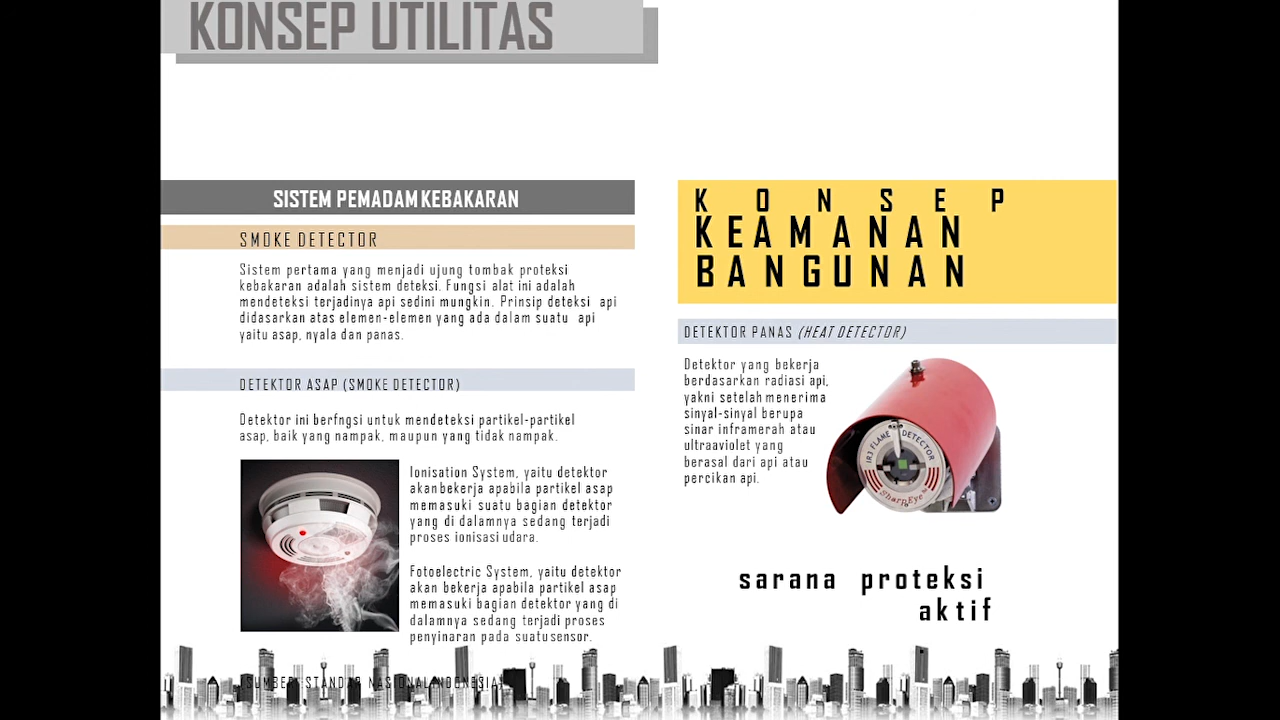 KONSEP UTILITAS
SISTEM PEMADAM KEBAKARAN
SMOKE DETECTOR
Sistem pertama yang menjadi ujung tombak proteksi
kebakaran adalah sistem deteksi. Fungsi alat ini adalah
mendeteksi terjadinya api sedini mungkin. Prinsip deteksi api
didasarkan atas elemen-elemen yang ada dalam suatu api
yaitu asap, nyala dan panas.
DETEKTOR ASAP (SMOKE DETECTOR)
Detektor ini berfngsi untuk mendeteksi partikel-partikel
asap, baik yang nampak, maupun yang tidak nampak.
Ionisation System, yaitu detektor
akan bekerja apabila partikel asap
memasuki suatu bagian detektor
yang di dalamnya sedang terjadi
proses ionisasi udara.
Fotoelectric System, yaitu detektor
akan bekerja apabila partikel asap
memasuki bagian detektor yang di
dalamnya sedang terjadi proses
penyinaran pada suatu sensor.
(SUMBER: STANDAR NASIONAL INDONESIA)
KONSEP
KEAMANAN
BANGUNAN
DETEKTOR PANAS (HEAT DETECTOR)
Detektor yang bekerja
berdasarkan radiasi api,
yakni setelah menerima
sinyal-sinyal berupa
sinar inframerah atau
ultraaviolet yang
berasal dari api atau
percikan api.
IR3 FLAME DETECTOR
SharpEye
sarana proteksi
aktif